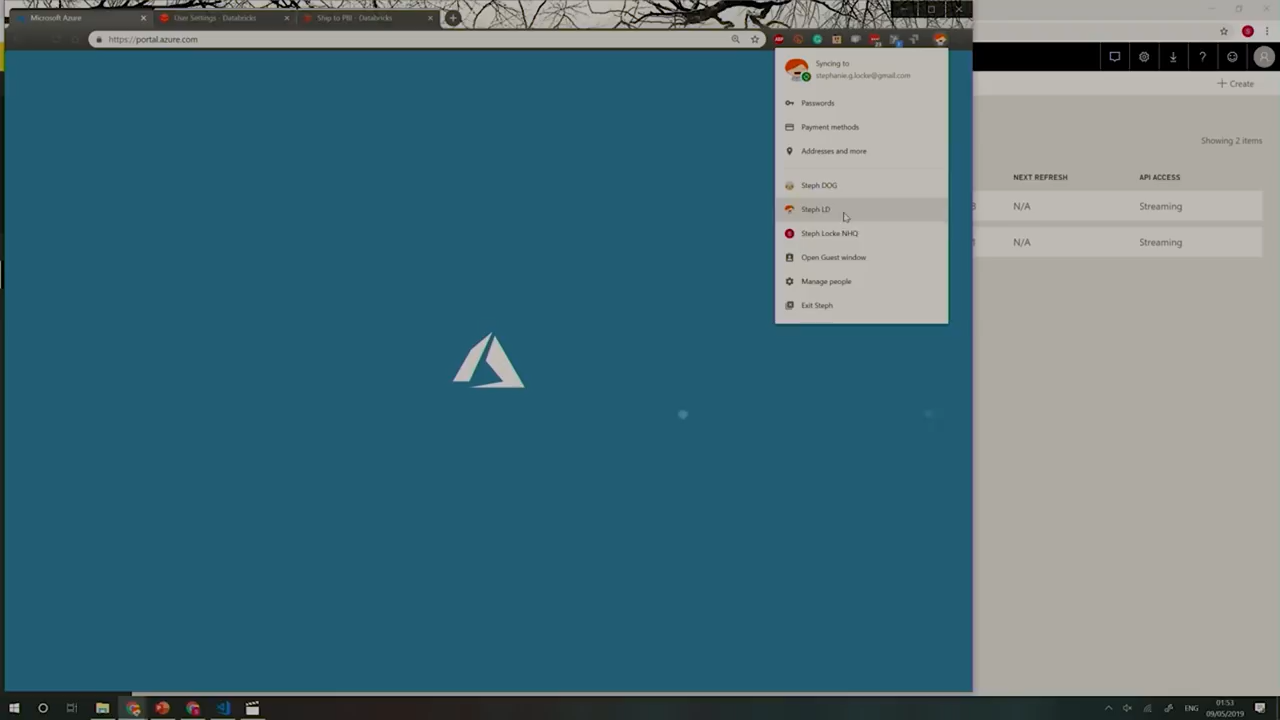 Microsoft Azure
User Settings - Databricks
Ship to PBI - Databricks
https://portal.azure.com
Syncing to
stephanie.g.locke@gmail.com
Passwords
Payment methods
Addresses and more
Steph DOG
Steph LD
Steph Locke NHQ
Open Guest window
Manage people
Exit Steph
+ Create
Showing 2 items
NEXT REFRESH
API ACCESS
N/A
Streaming
N/A
Streaming
ENG
01:53
09/05/2019